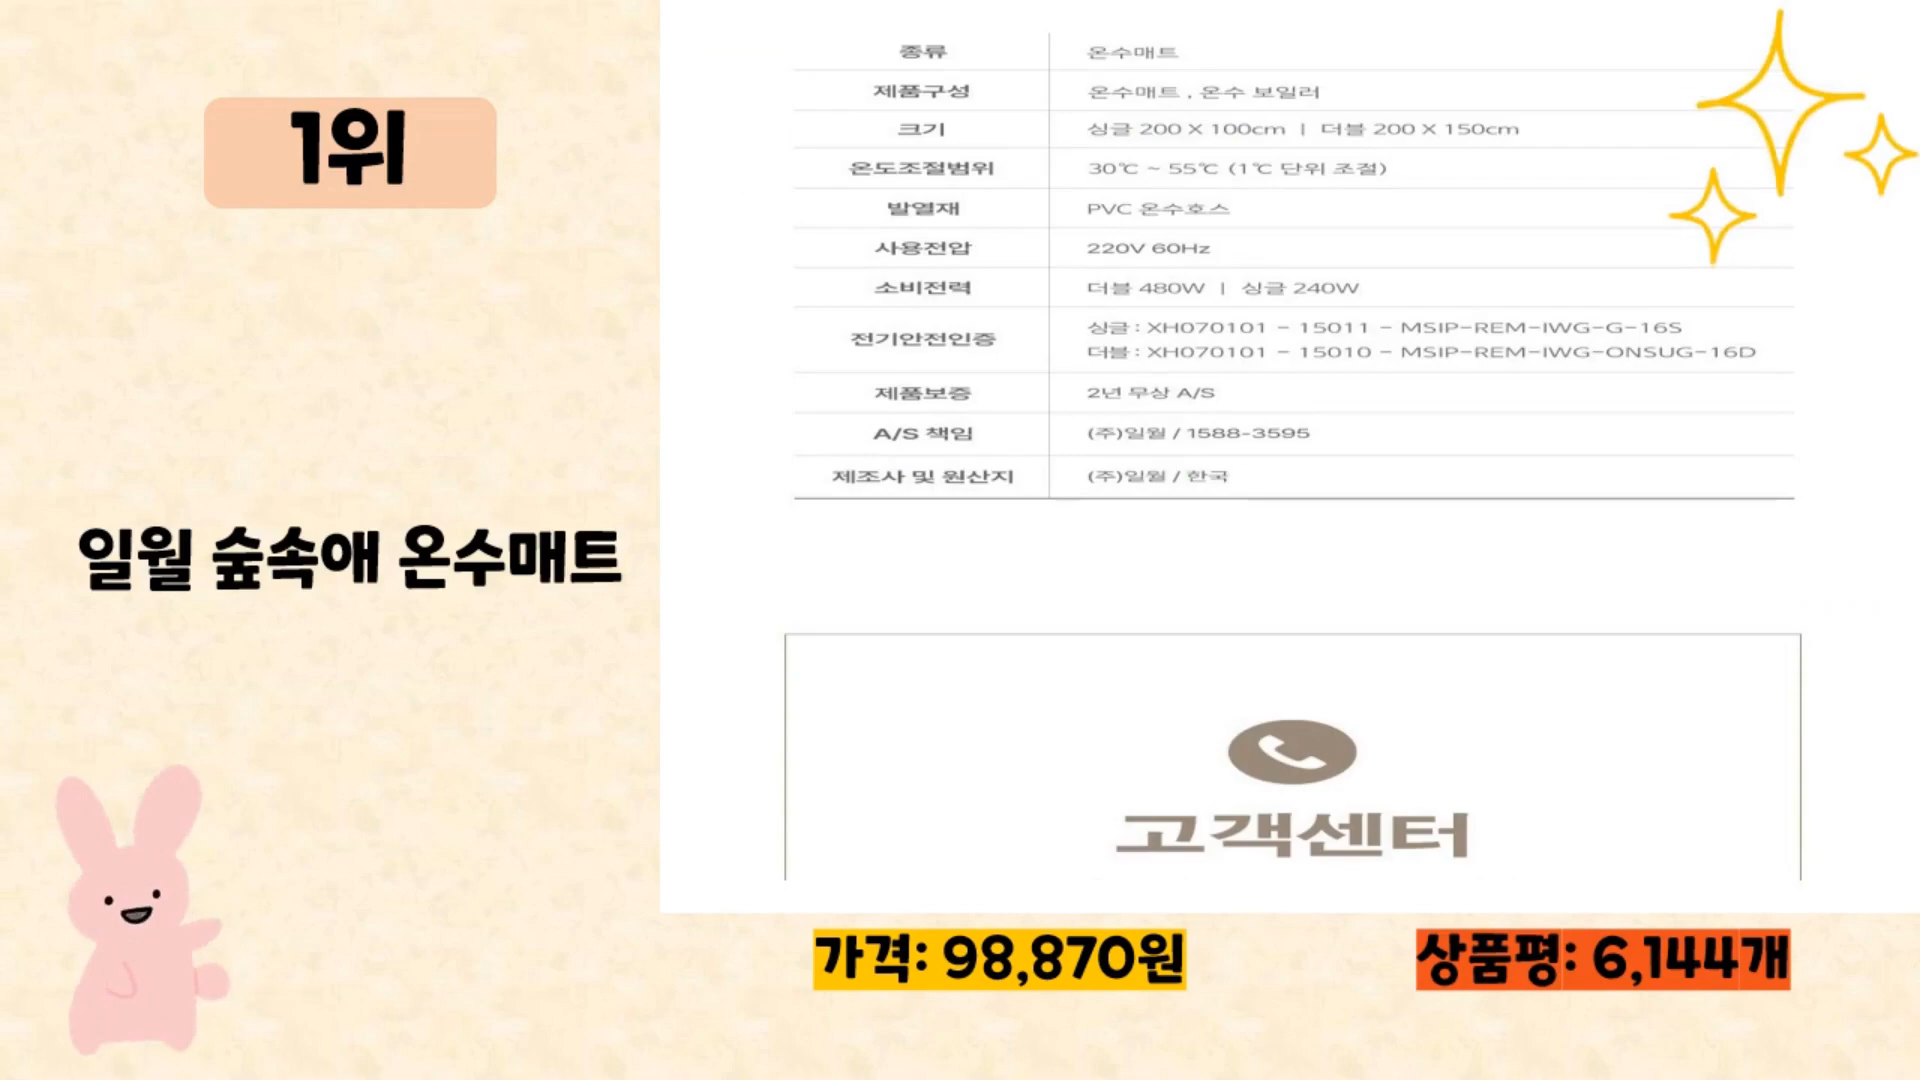 1위
일월 숲속애 온수매트
종류 온수매트
제품구성 온수매트 , 온수 보일러
크기 싱글 200 X 100cm | 더블 200 X 150cm
온도조절범위 30℃ ~ 55℃ (1℃ 단위 조절)
발열재 PVC 온수호스
사용전압 220V 60Hz
소비전력 더블 480W | 싱글 240W
전기안전인증 싱글 : XH070101 - 15011 - MSIP-REM-IWG-G-16S
더블 : XH070101 - 15010 - MSIP-REM-IWG-ONSUG-16D
제품보증 2년 무상 A/S
A/S 책임 (주)일월 / 1588-3595
제조사 및 원산지 (주)일월 / 한국
고객센터
가격: 98,870원
상품평: 6,144개